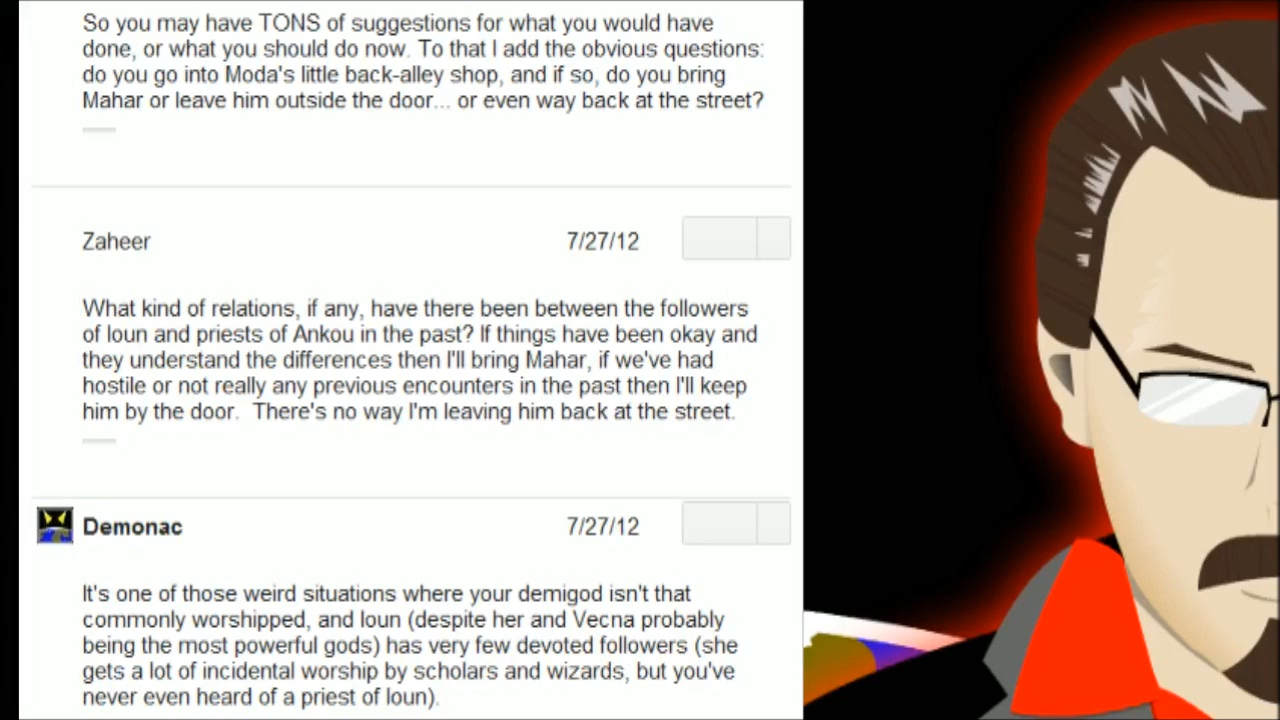 So you may have TONS of suggestions for what you would have
done, or what you should do now. To that I add the obvious questions:
do you go into Moda's little back-alley shop, and if so, do you bring
Mahar or leave him outside the door... or even way back at the street?
Zaheer 7/27/12
What kind of relations, if any, have there been between the followers
of Ioun and priests of Ankou in the past? If things have been okay and
they understand the differences then I'll bring Mahar, if we've had
hostile or not really any previous encounters in the past then I'll keep
him by the door.  There's no way I'm leaving him back at the street.
Demonac 7/27/12
It's one of those weird situations where your demigod isn't that
commonly worshipped, and Ioun (despite her and Vecna probably
being the most powerful gods) has very few devoted followers (she
gets a lot of incidental worship by scholars and wizards, but you've
never even heard of a priest of Ioun).